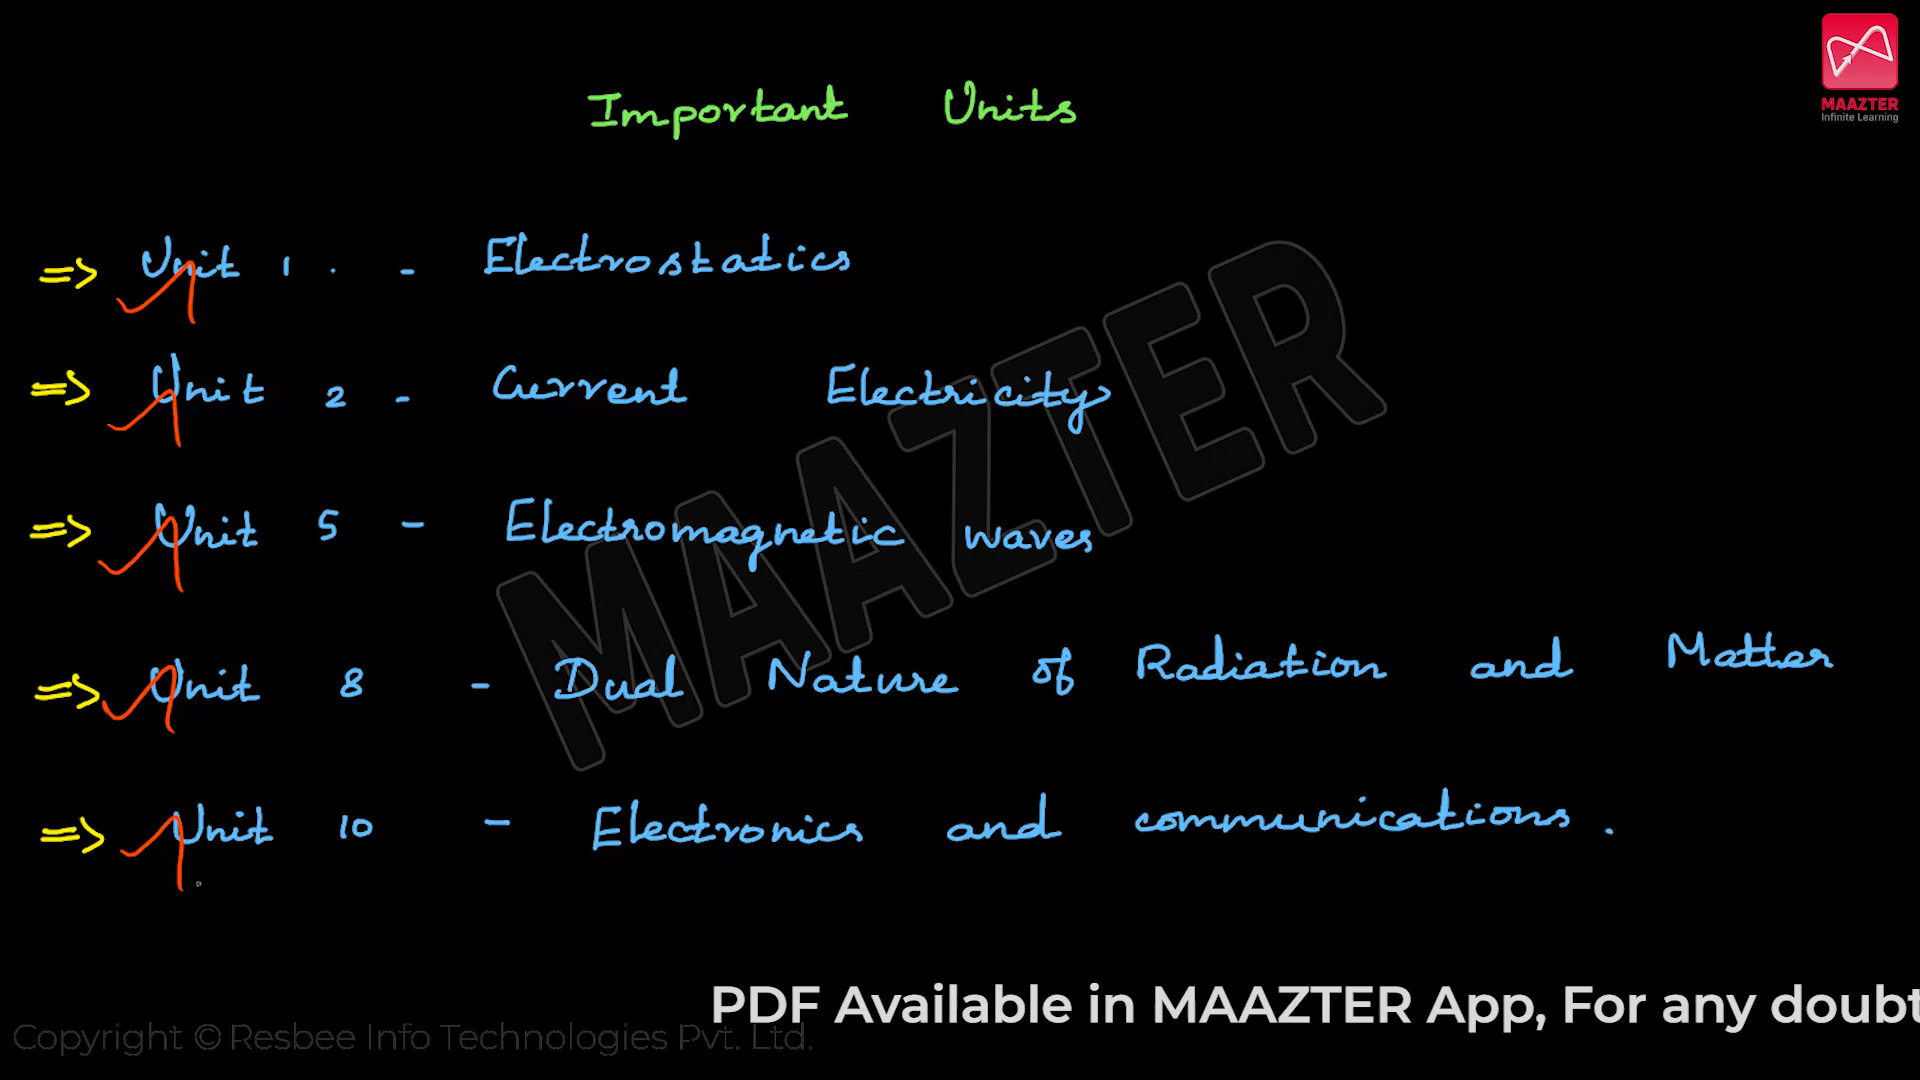 MAAZTER
Infinite Learning
Important Units
=> Unit 1 . - Electrostatics
=> Unit 2 - Current Electricity
=> Unit 5 - Electromagnetic waves
=> Unit 8 - Dual Nature of Radiation and Matter
=> Unit 10 - Electronics and communications.
MAAZTER
PDF Available in MAAZTER App, For any doubt
Copyright © Resbee Info Technologies Pvt. Ltd.